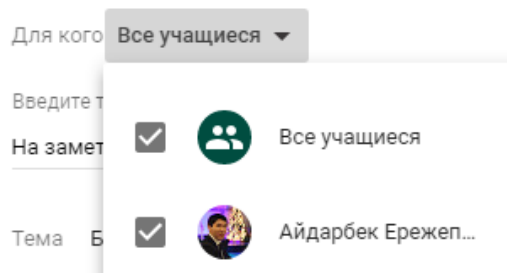 Для кого Все учащиеся
Введите т
Все учащиеся
На замет
Айдарбек Ережеп...
Тема Б